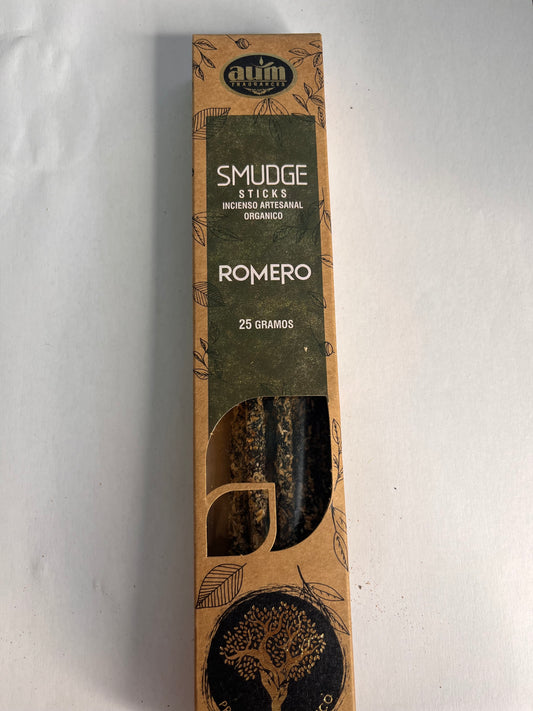 aum
FRAGRANCES
SMUDGE
STICKS
INCIENSO ARTESANAL
ORGANICO
ROMERO
25 GRAMOS